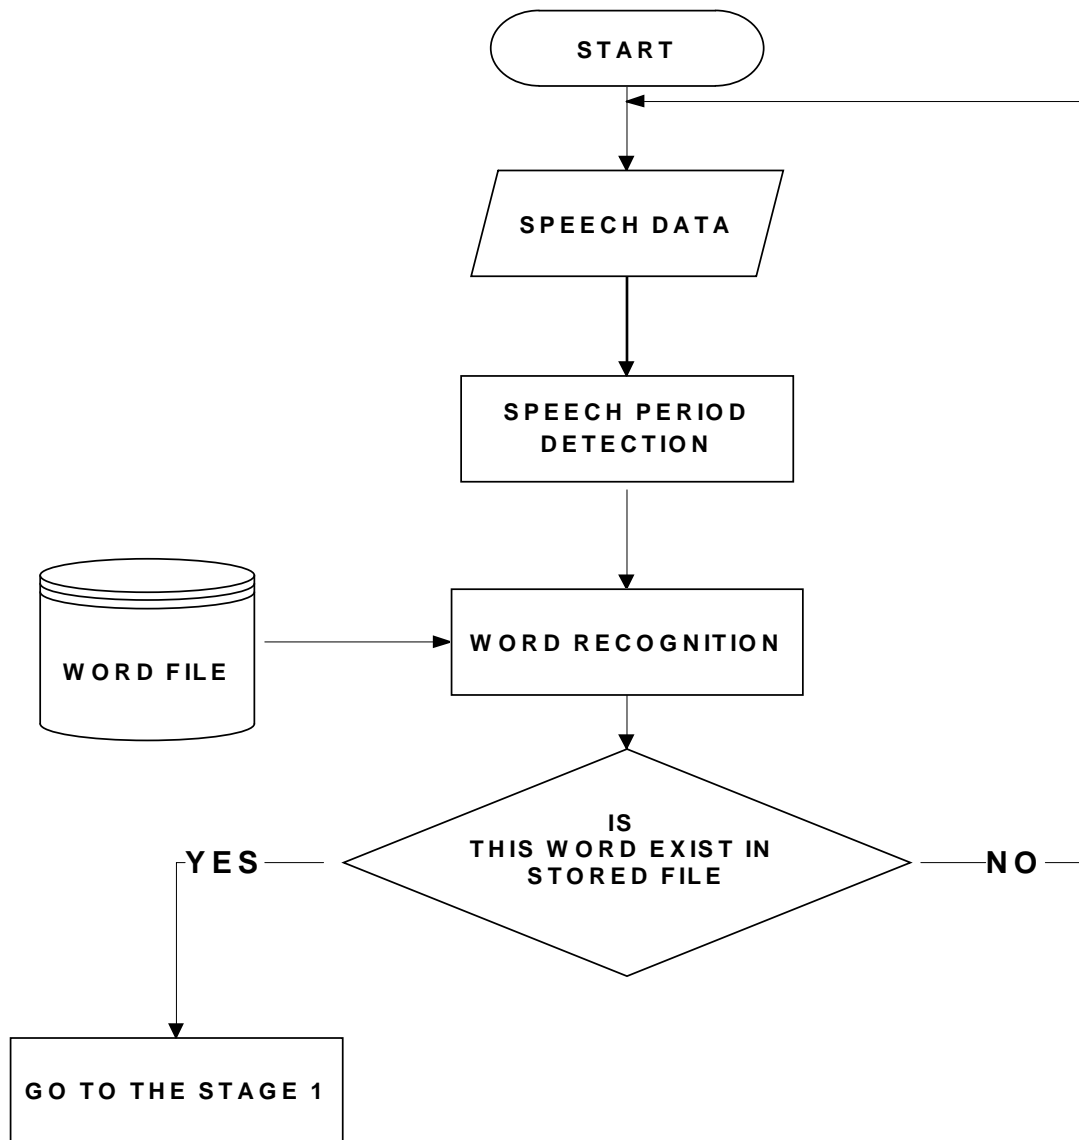 START
SPEECH DATA
SPEECH PERIOD
DETECTION
WORD FILE
WORD RECOGNITION
IS
THIS WORD EXIST IN
STORED FILE
YES
NO
GO TO THE STAGE 1